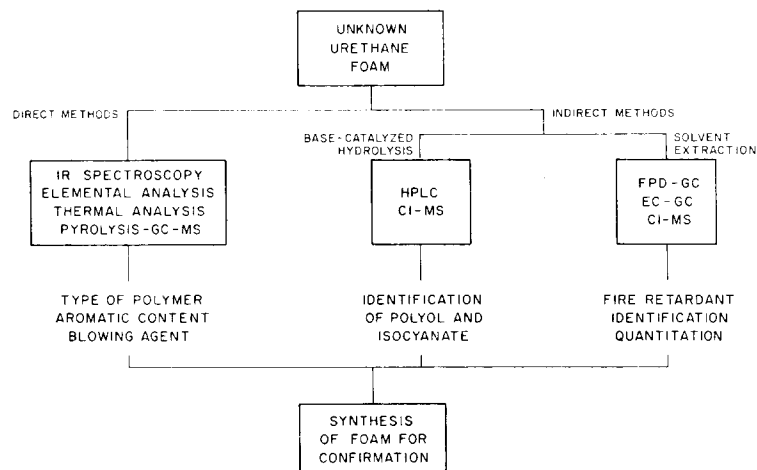 UNKNOWN
URETHANE
FOAM
DIRECT METHODS
INDIRECT METHODS
BASE-CATALYZED
HYDROLYSIS
SOLVENT
EXTRACTION
IR SPECTROSCOPY
ELEMENTAL ANALYSIS
THERMAL ANALYSIS
PYROLYSIS-GC-MS
HPLC
CI-MS
FPD-GC
EC-GC
CI-MS
TYPE OF POLYMER
AROMATIC CONTENT
BLOWING AGENT
IDENTIFICATION
OF POLYOL AND
ISOCYANATE
FIRE RETARDANT
IDENTIFICATION
QUANTITATION
SYNTHESIS
OF FOAM FOR
CONFIRMATION